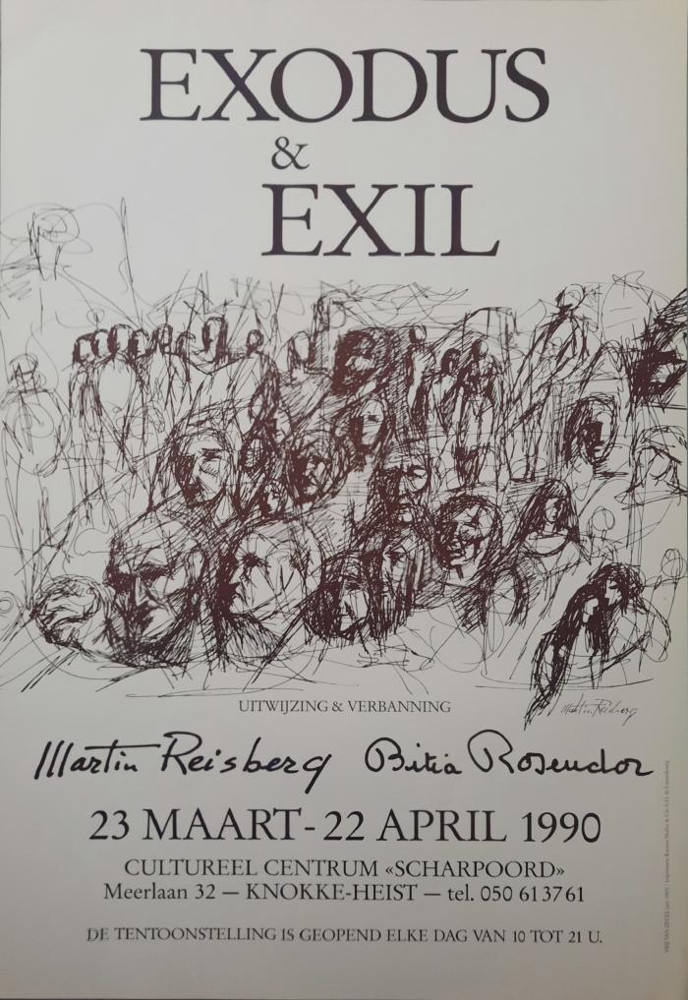 EXODUS
&
EXIL
Martin Reisberg
UITWIJZING & VERBANNING
Martin Reisberg Bitia Rosendor
23 MAART - 22 APRIL 1990
CULTUREEL CENTRUM «SCHARPOORD»
Meerlaan 32 — KNOKKE-HEIST — tel. 050 613761
DE TENTOONSTELLING IS GEOPEND ELKE DAG VAN 10 TOT 21 U.